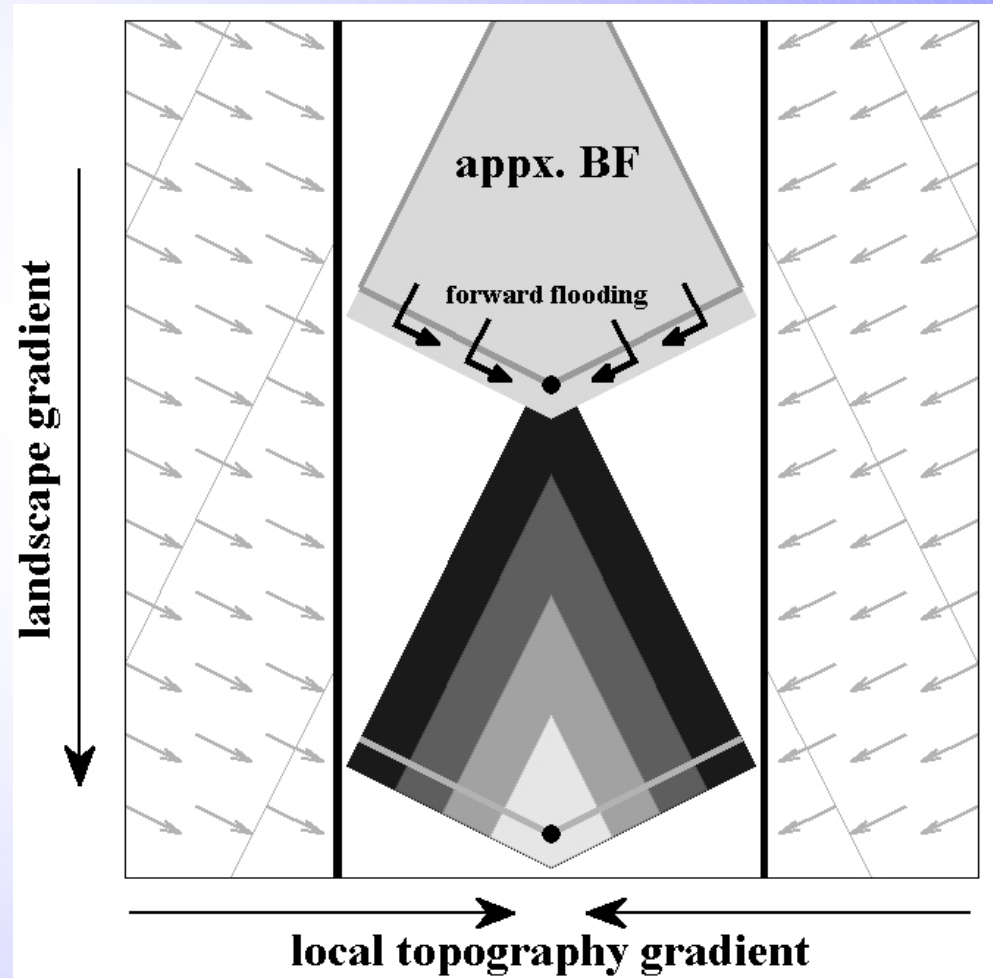 appx. BF
forward flooding
landscape gradient
local topography gradient